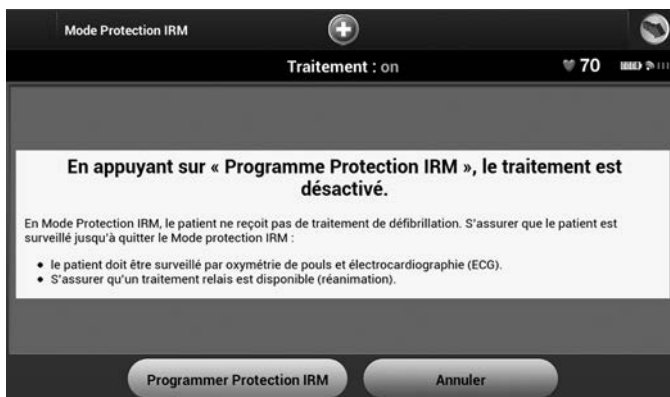 Mode Protection IRM
Traitement : on
70
En appuyant sur « Programme Protection IRM », le traitement est
désactivé.
En Mode Protection IRM, le patient ne reçoit pas de traitement de défibrillation. S'assurer que le patient est
surveillé jusqu'à quitter le Mode protection IRM :
• le patient doit être surveillé par oxymétrie de pouls et électrocardiographie (ECG).
• S'assurer qu'un traitement relais est disponible (réanimation).
Programmer Protection IRM
Annuler